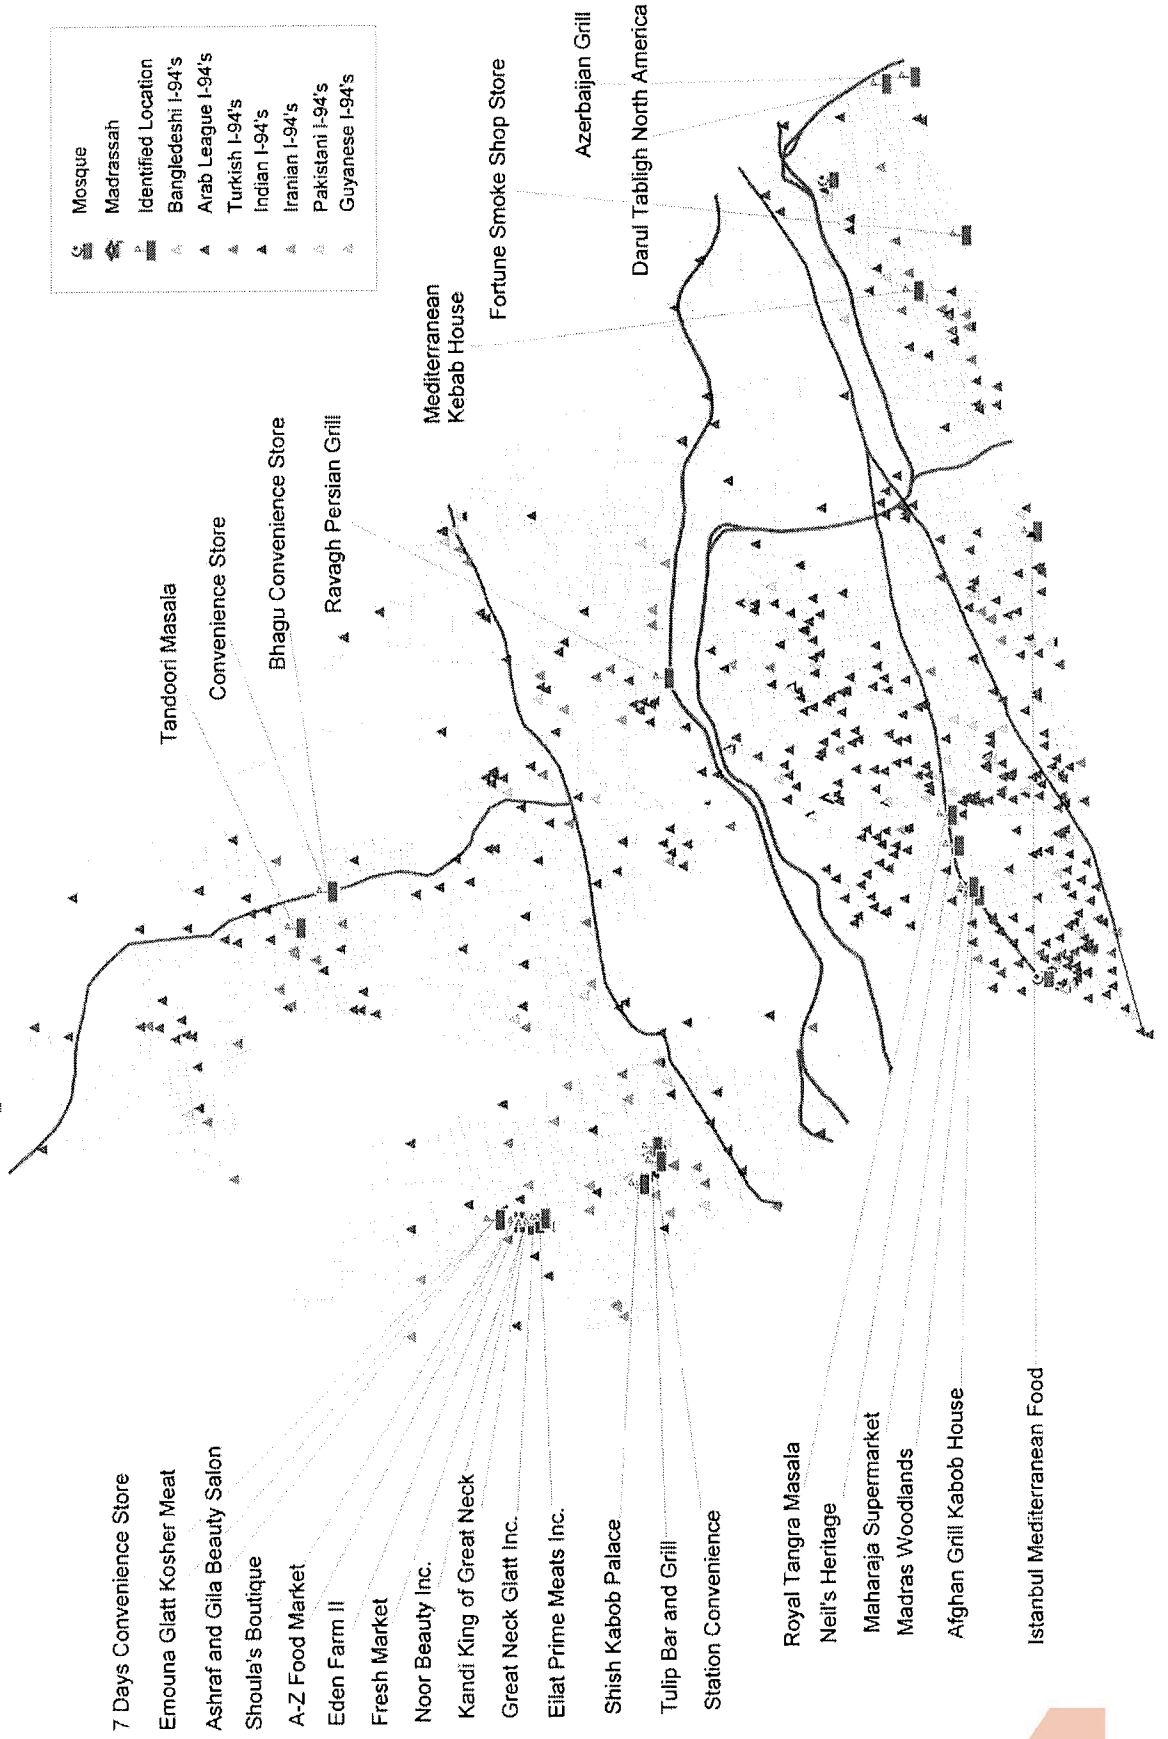 Mosque
Madrassah
Identified Location
Bangledeshi I-94's
Arab League I-94's
Turkish I-94's
Indian I-94's
Iranian I-94's
Pakistani I-94's
Guyanese I-94's
Tandoori Masala
Convenience Store
Bhagu Convenience Store
Ravagh Persian Grill
Mediterranean
Kebab House
Fortune Smoke Shop Store
Azerbaijan Grill
Darul Tabligh North America
7 Days Convenience Store
Emouna Glatt Kosher Meat
Ashraf and Gila Beauty Salon
Shoula's Boutique
A-Z Food Market
Eden Farm II
Fresh Market
Noor Beauty Inc.
Kandi King of Great Neck
Great Neck Glatt Inc.
Eilat Prime Meats Inc.
Shish Kabob Palace
Tulip Bar and Grill
Station Convenience
Royal Tangra Masala
Neil's Heritage
Maharaja Supermarket
Madras Woodlands
Afghan Grill Kabob House
Istanbul Mediterranean Food